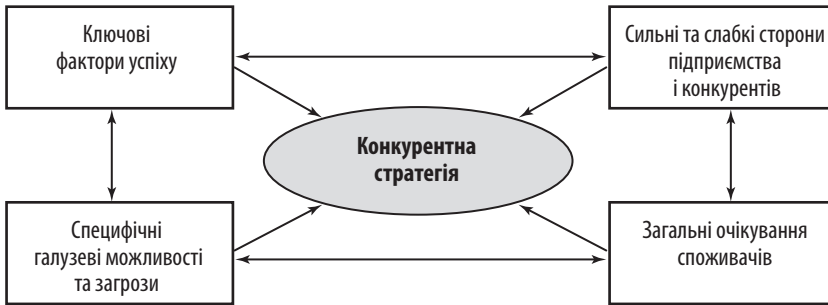 Ключові
фактори успіху
Сильні та слабкі сторони
підприємства
і конкурентів
Конкурентна
стратегія
Специфічні
галузеві можливості
та загрози
Загальні очікування
споживачів